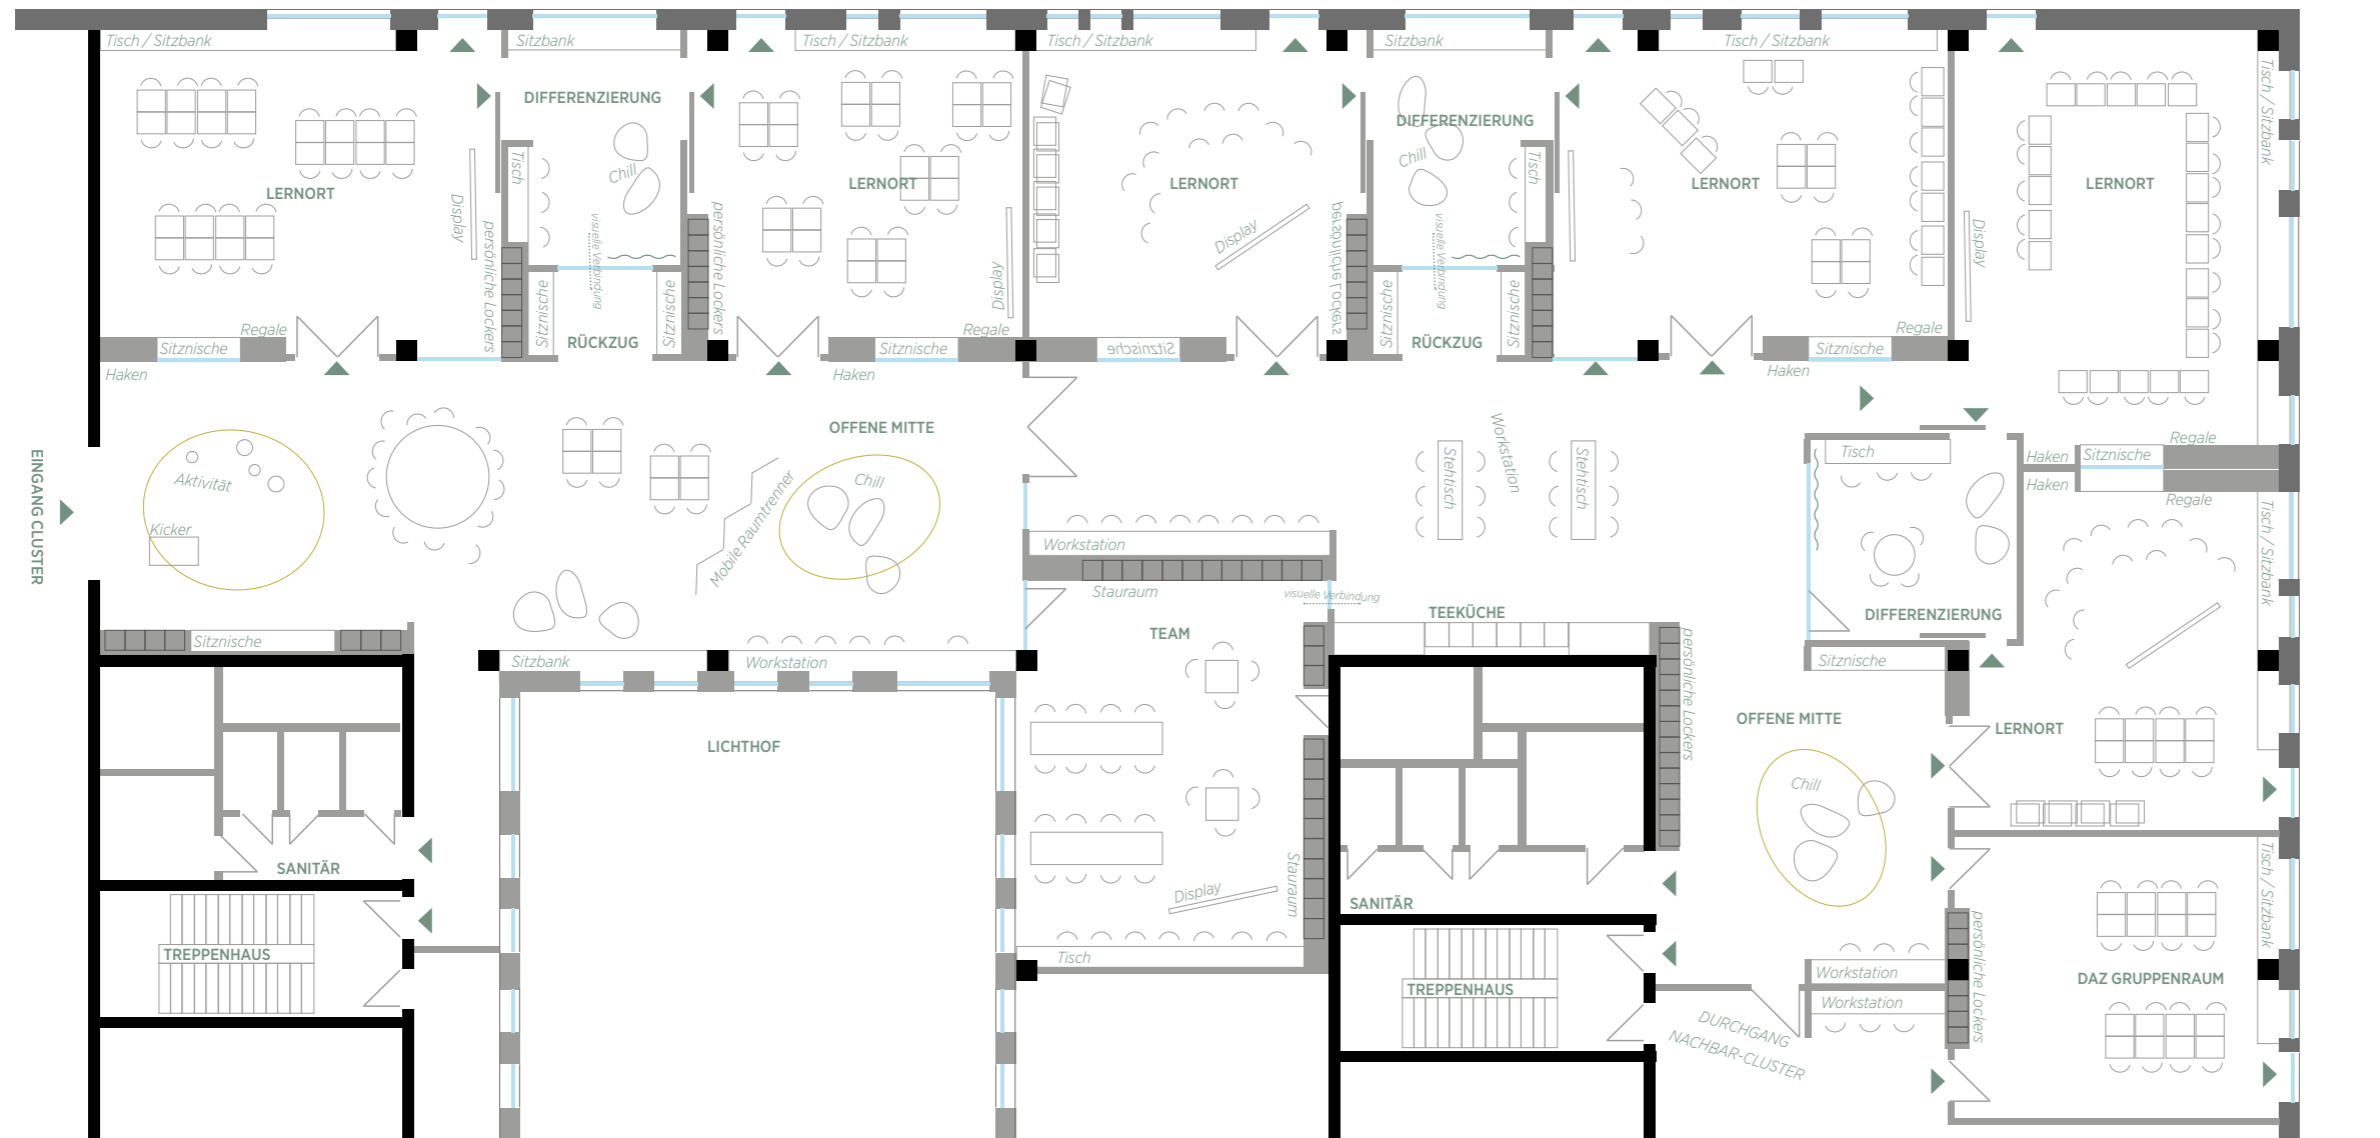 Tisch / Sitzbank
Sitzbank
Tisch / Sitzbank
Tisch / Sitzbank
Sitzbank
Tisch / Sitzbank
Tisch / Sitzbank
DIFFERENZIERUNG
DIFFERENZIERUNG
Tisch
Chill
Chill
Tisch
LERNORT
LERNORT
LERNORT
LERNORT
LERNORT
Display
persönliche Lockers
visuelle Verbindung
persönliche Lockers
Display
Display
persönliche Lockers
visuelle Verbindung
Display
Sitznische
Sitznische
Sitznische
Sitznische
Regale
Sitznische
RÜCKZUG
Regale
Sitznische
Sitznische
RÜCKZUG
Regale
Sitznische
Haken
Haken
Haken
EINGANG CLUSTER
Aktivität
Kicker
OFFENE MITTE
Mobile Raumtrenner
Chill
Stehtisch
Workstation
Stehtisch
Tisch
Haken
Sitznische
Regale
Haken
Regale
Tisch / Sitzbank
Workstation
Stauraum
visuelle Verbindung
TEAM
TEEKÜCHE
DIFFERENZIERUNG
Sitznische
Sitzbank
Workstation
persönliche Lockers
Sitznische
LICHTHOF
OFFENE MITTE
LERNORT
Chill
SANITÄR
Display
Stauraum
SANITÄR
Tisch / Sitzbank
TREPPENHAUS
Tisch
TREPPENHAUS
Workstation
Workstation
persönliche Lockers
DAZ GRUPPENRAUM
DURCHGANG
NACHBAR-CLUSTER